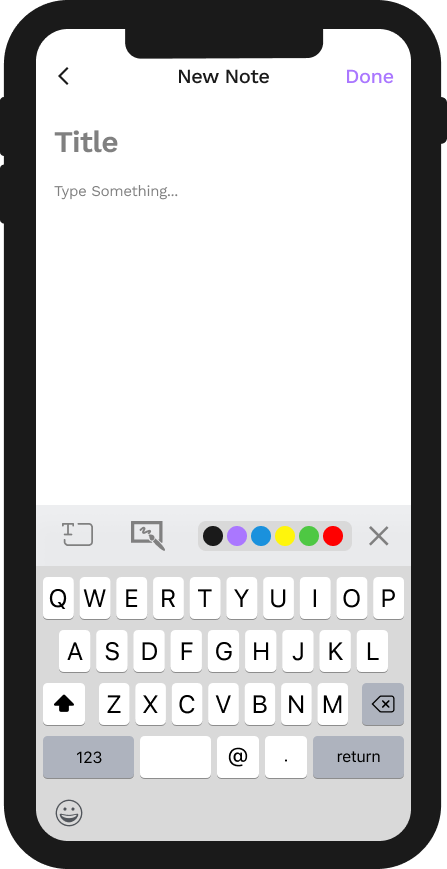 New Note Done
Title
Type Something...
T
Q W E R T Y U I O P
A S D F G H J K L
Z X C V B N M
123 @ . return